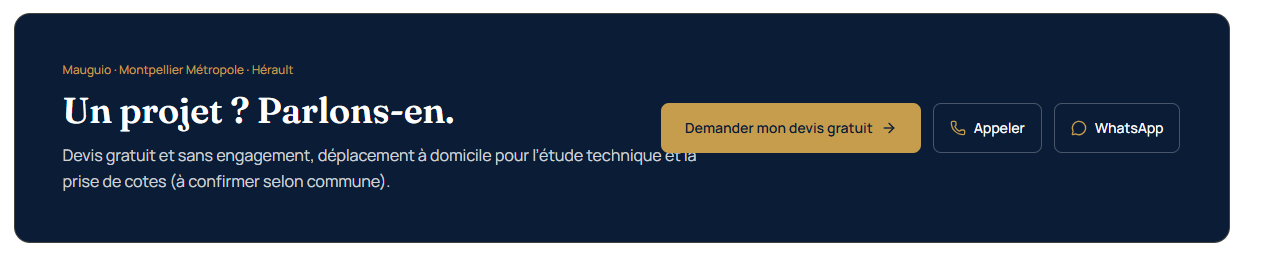 Mauguio · Montpellier Métropole · Hérault
Un projet ? Parlons-en.
Devis gratuit et sans engagement, déplacement à domicile pour l'étude technique et la
prise de cotes (à confirmer selon commune).
Demander mon devis gratuit →
Appeler
WhatsApp